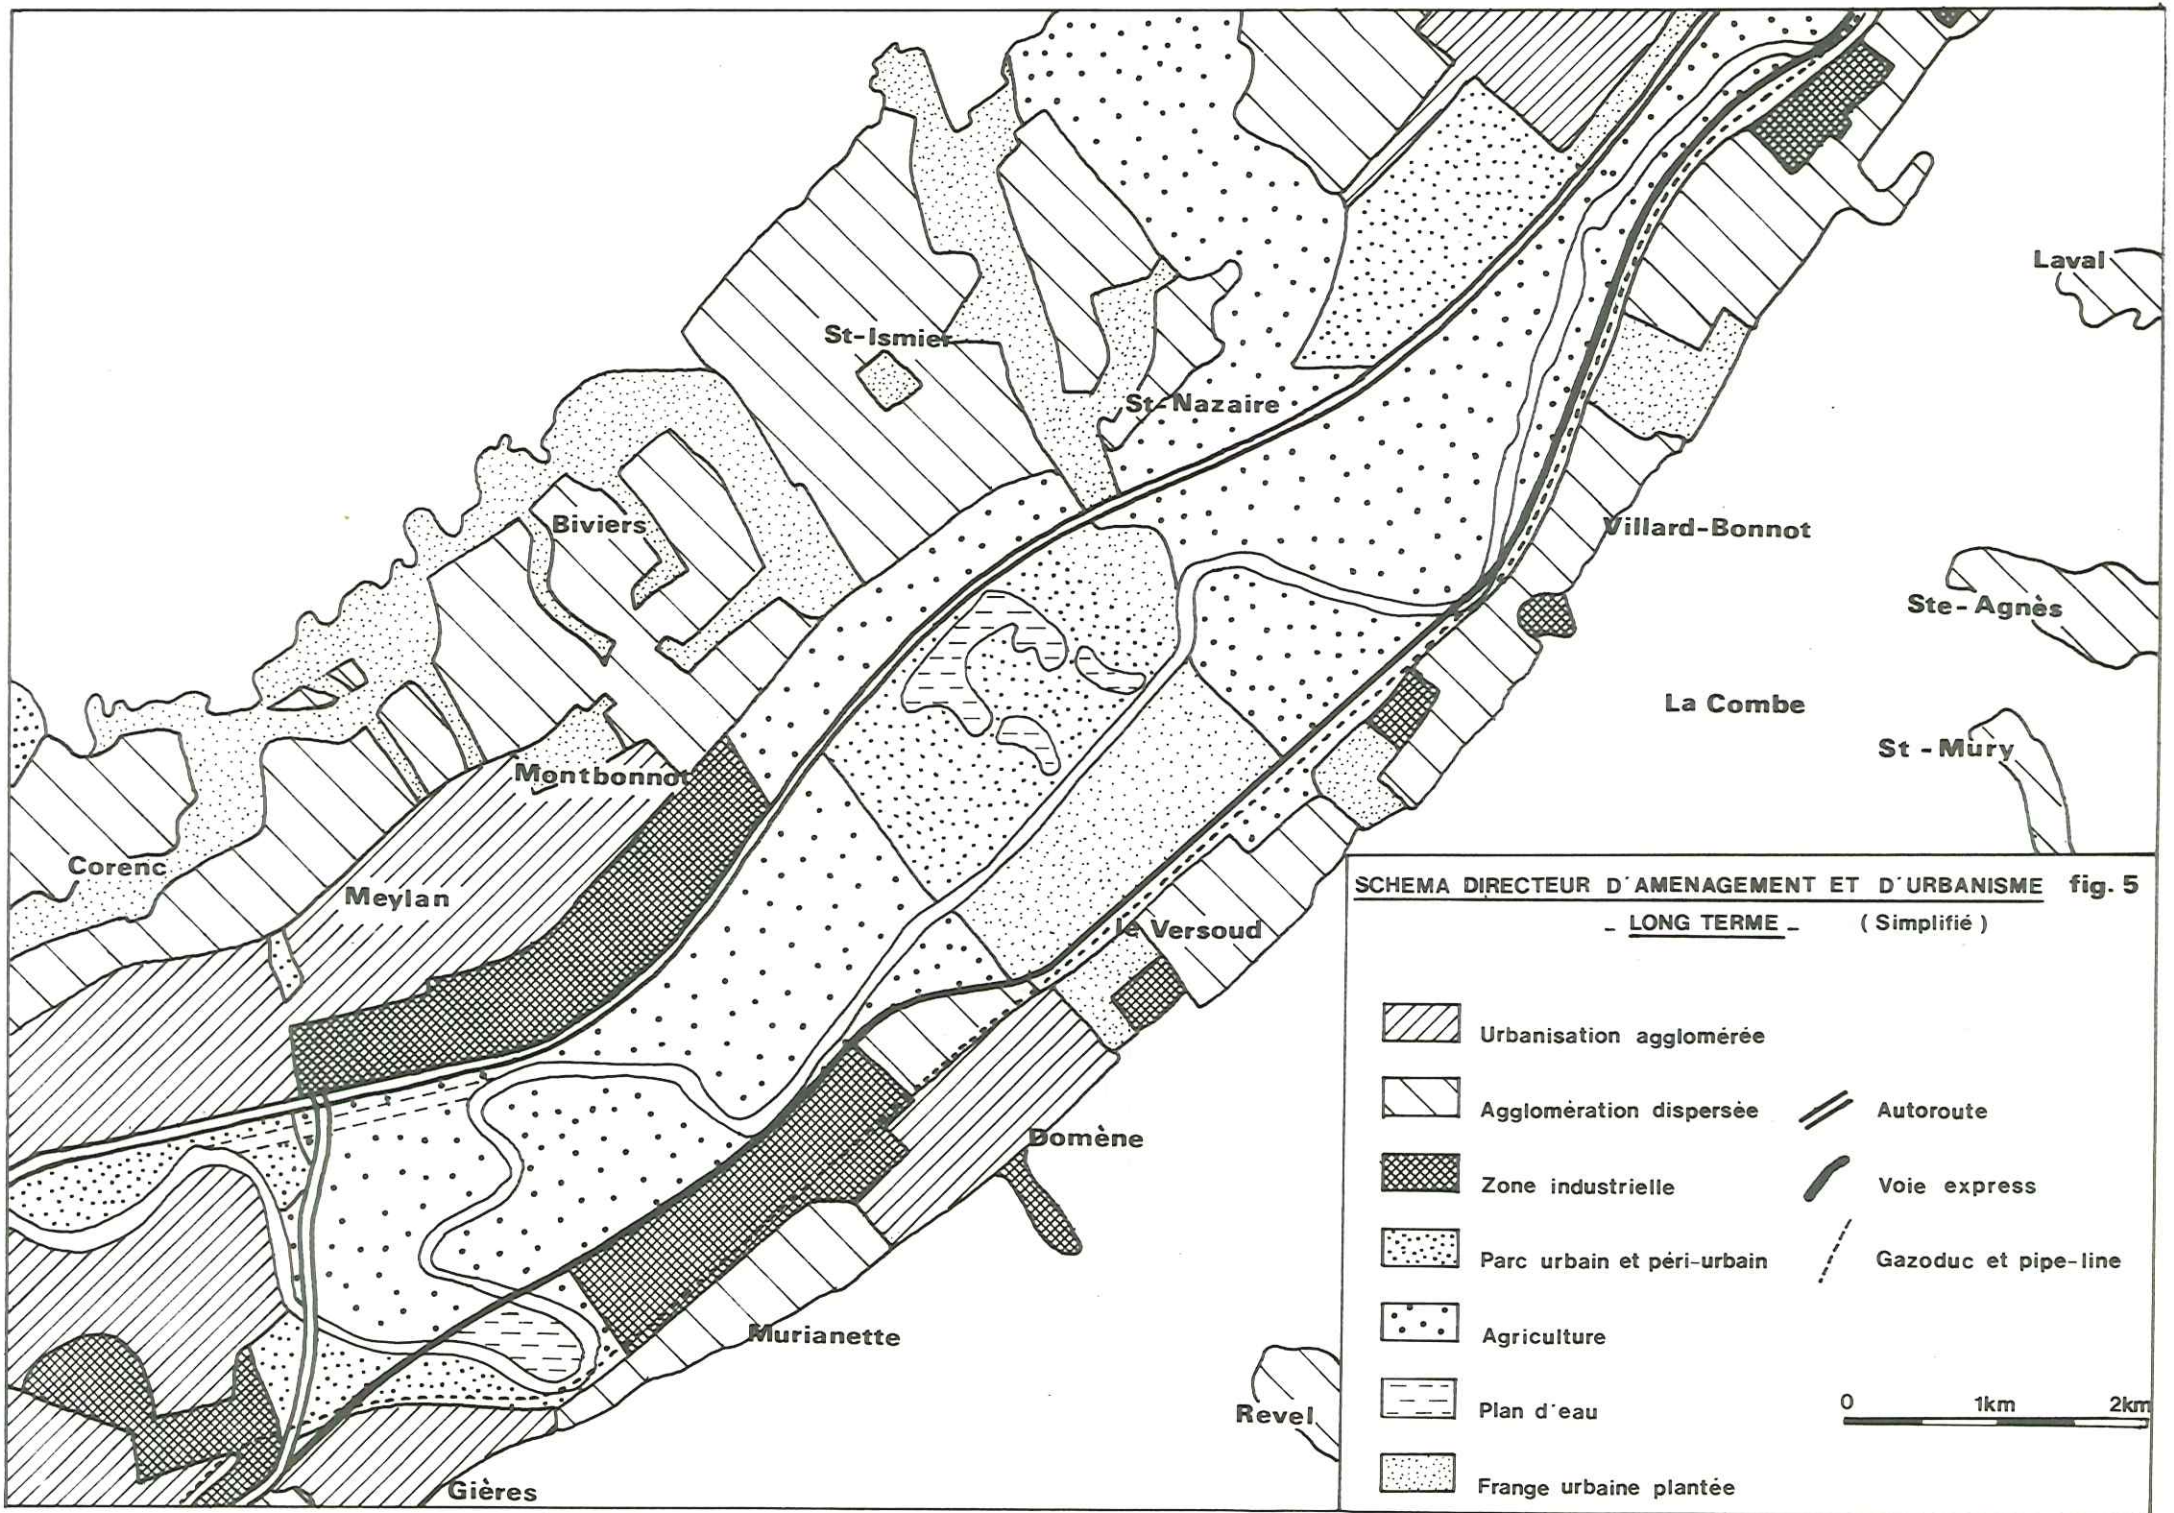 Laval
St-Ismier
St-Nazaire
Biviers
Villard-Bonnot
Ste-Agnès
La Combe
St-Mury
Montbonnot
Corenc
Meylan
le Versoud
Domène
Murianette
Revel
Gières
SCHEMA DIRECTEUR D'AMENAGEMENT ET D'URBANISME fig. 5
- LONG TERME - (Simplifié)
Urbanisation agglomérée
Agglomération dispersée
Autoroute
Zone industrielle
Voie express
Parc urbain et péri-urbain
Gazoduc et pipe-line
Agriculture
Plan d'eau
0 1km 2km
Frange urbaine plantée